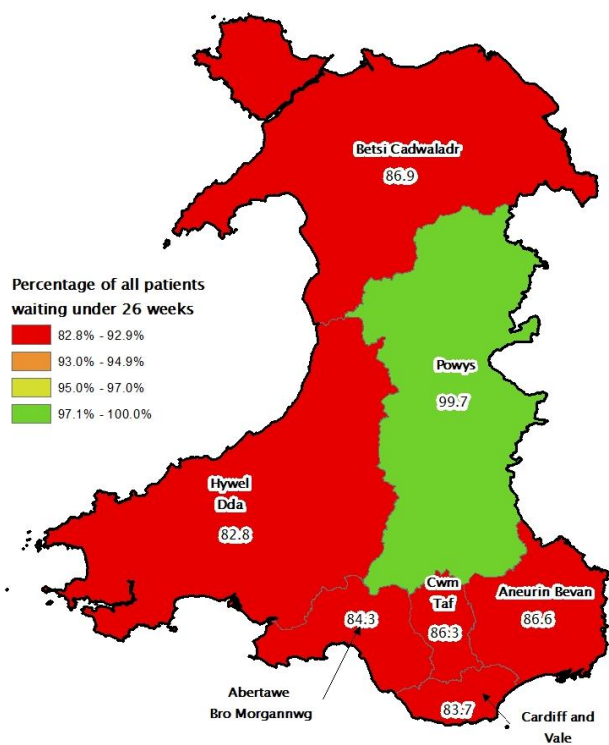 Betsi Cadwaladr
86.9
Percentage of all patients
waiting under 26 weeks
82.8% - 92.9%
93.0% - 94.9%
95.0% - 97.0%
97.1% - 100.0%
Powys
99.7
Hywel
Dda
82.8
Cwm
Taf
86.3
Aneurin Bevan
86.6
84.3
Abertawe
Bro Morgannwg
83.7
Cardiff and
Vale